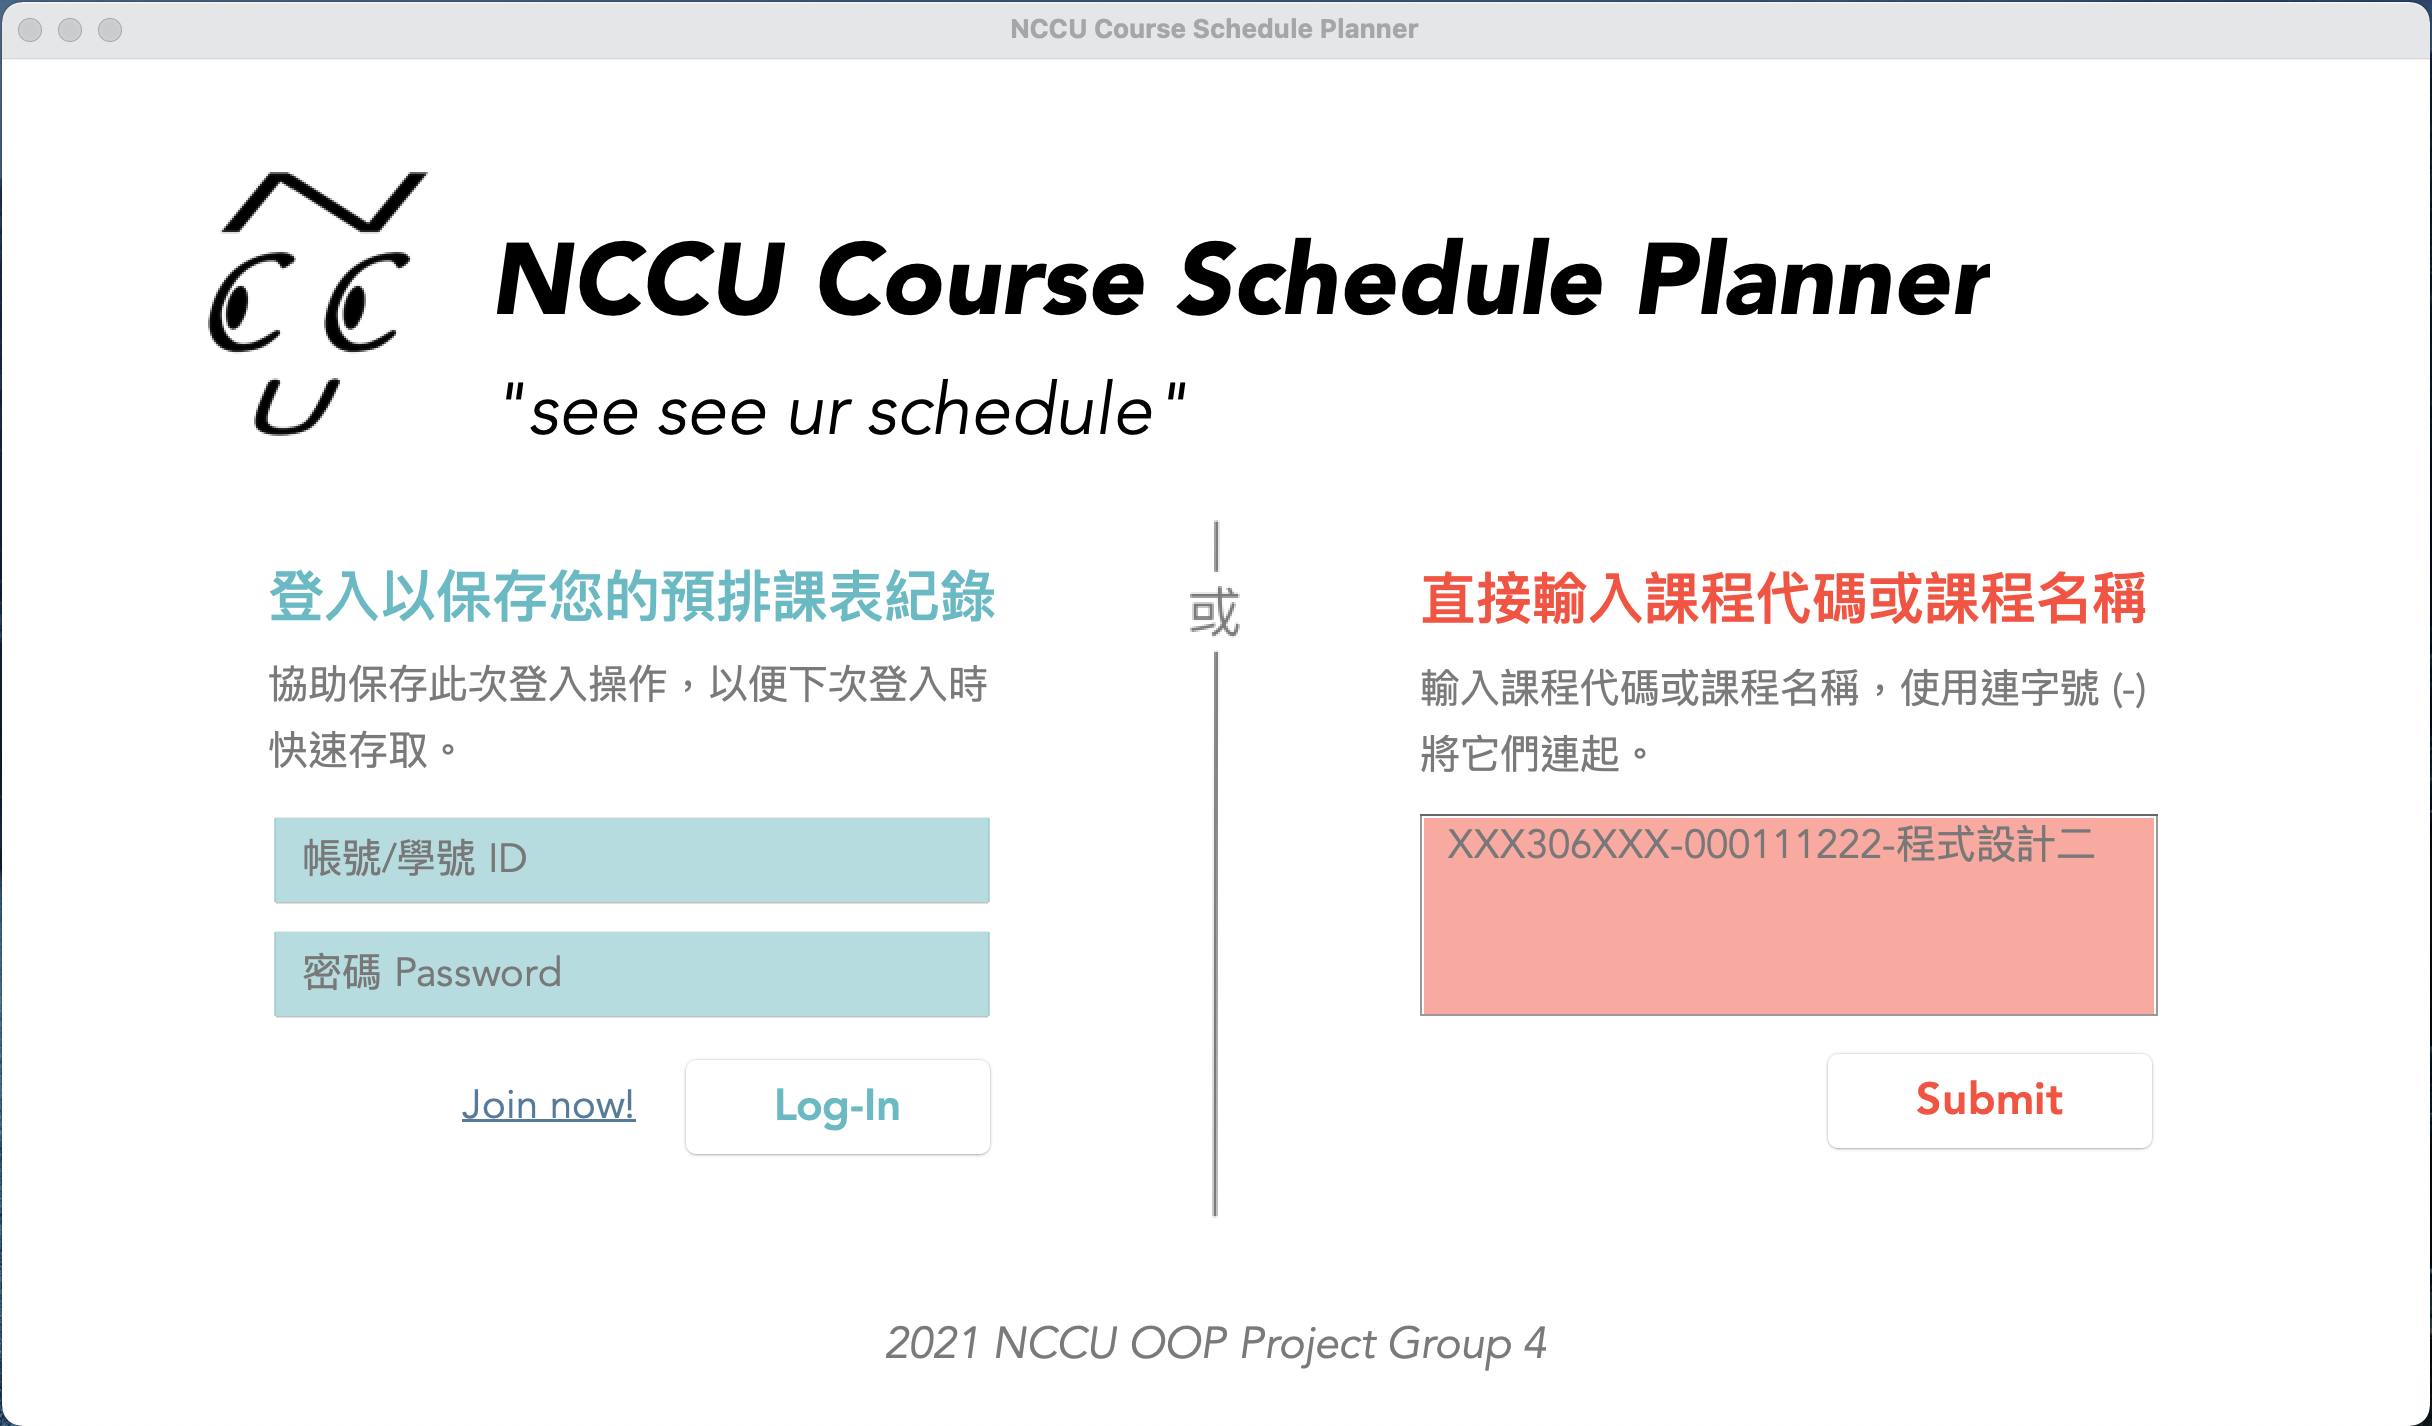 NCCU Course Schedule Planner
N
CC
U
NCCU Course Schedule Planner
"see see ur schedule"
登入以保存您的預排課表紀錄
協助保存此次登入操作，以便下次登入時
快速存取。
帳號/學號 ID
密碼 Password
Join now!
Log-In
或
直接輸入課程代碼或課程名稱
輸入課程代碼或課程名稱，使用連字號 (-)
將它們連起。
XXX306XXX-000111222-程式設計二
Submit
2021 NCCU OOP Project Group 4